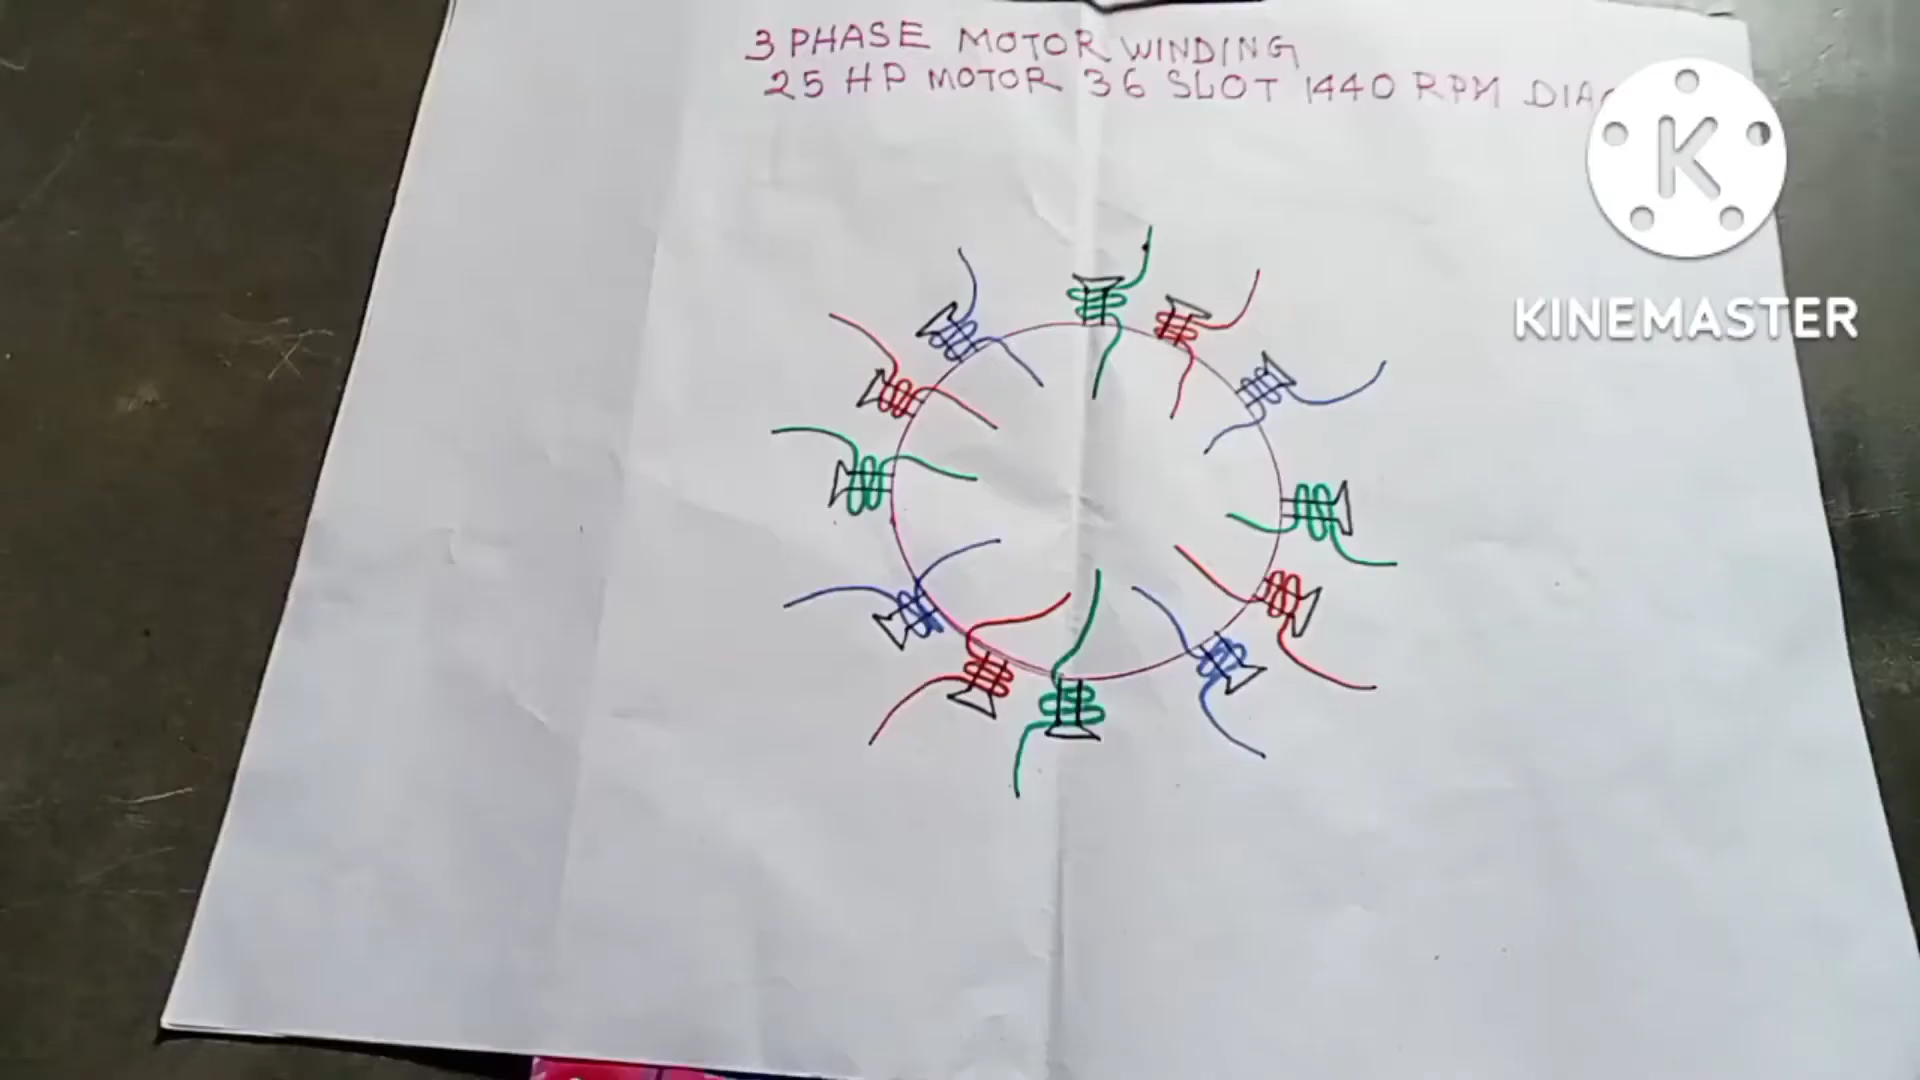 3 PHASE MOTOR WINDING
25 HP MOTOR 36 SLOT 1440 RPM
K
KINEMASTER